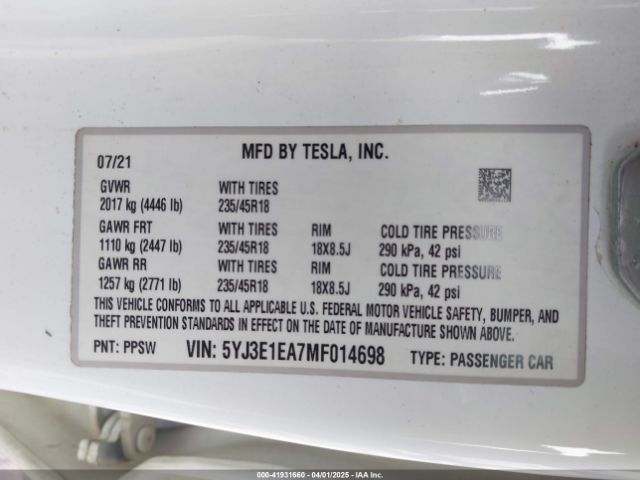 MFD BY TESLA, INC.
07/21
GVWR WITH TIRES
2017 kg (4446 lb) 235/45R18
GAWR FRT WITH TIRES RIM COLD TIRE PRESSURE
1110 kg (2447 lb) 235/45R18 18X8.5J 290 kPa, 42 psi
GAWR RR WITH TIRES RIM COLD TIRE PRESSURE
1257 kg (2771 lb) 235/45R18 18X8.5J 290 kPa, 42 psi
THIS VEHICLE CONFORMS TO ALL APPLICABLE U.S. FEDERAL MOTOR VEHICLE SAFETY, BUMPER, AND
THEFT PREVENTION STANDARDS IN EFFECT ON THE DATE OF MANUFACTURE SHOWN ABOVE.
PNT: PPSW VIN: 5YJ3E1EA7MF014698 TYPE: PASSENGER CAR
000-41931660 - 04/01/2025 - IAAI.COM